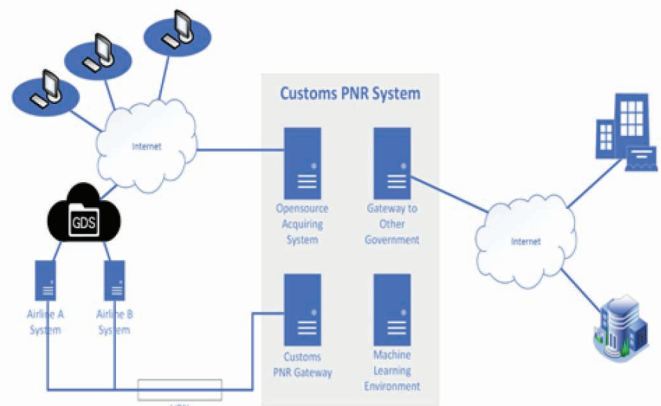 Customs PNR System
Internet
Opensource
Acquiring
System
Gateway to
Other
Government
GDS
Internet
Airline A
System
Airline B
System
Customs
PNR Gateway
Machine
Learning
Environment